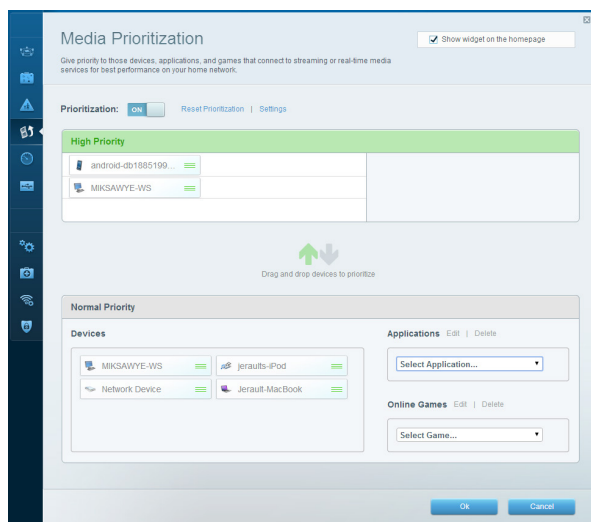 Media Prioritization
Show widget on the homepage
Give priority to those devices, applications, and games that connect to streaming or real-time media
services for best performance on your home network.
Prioritization: ON Reset Prioritization | Settings
High Priority
android-db1885199...
MIKSAWYE-WS
Drag and drop devices to prioritize
Normal Priority
Devices
MIKSAWYE-WS
jeraults-iPod
Network Device
Jerault-MacBook
Applications Edit | Delete
Select Application...
Online Games Edit | Delete
Select Game...
Ok
Cancel